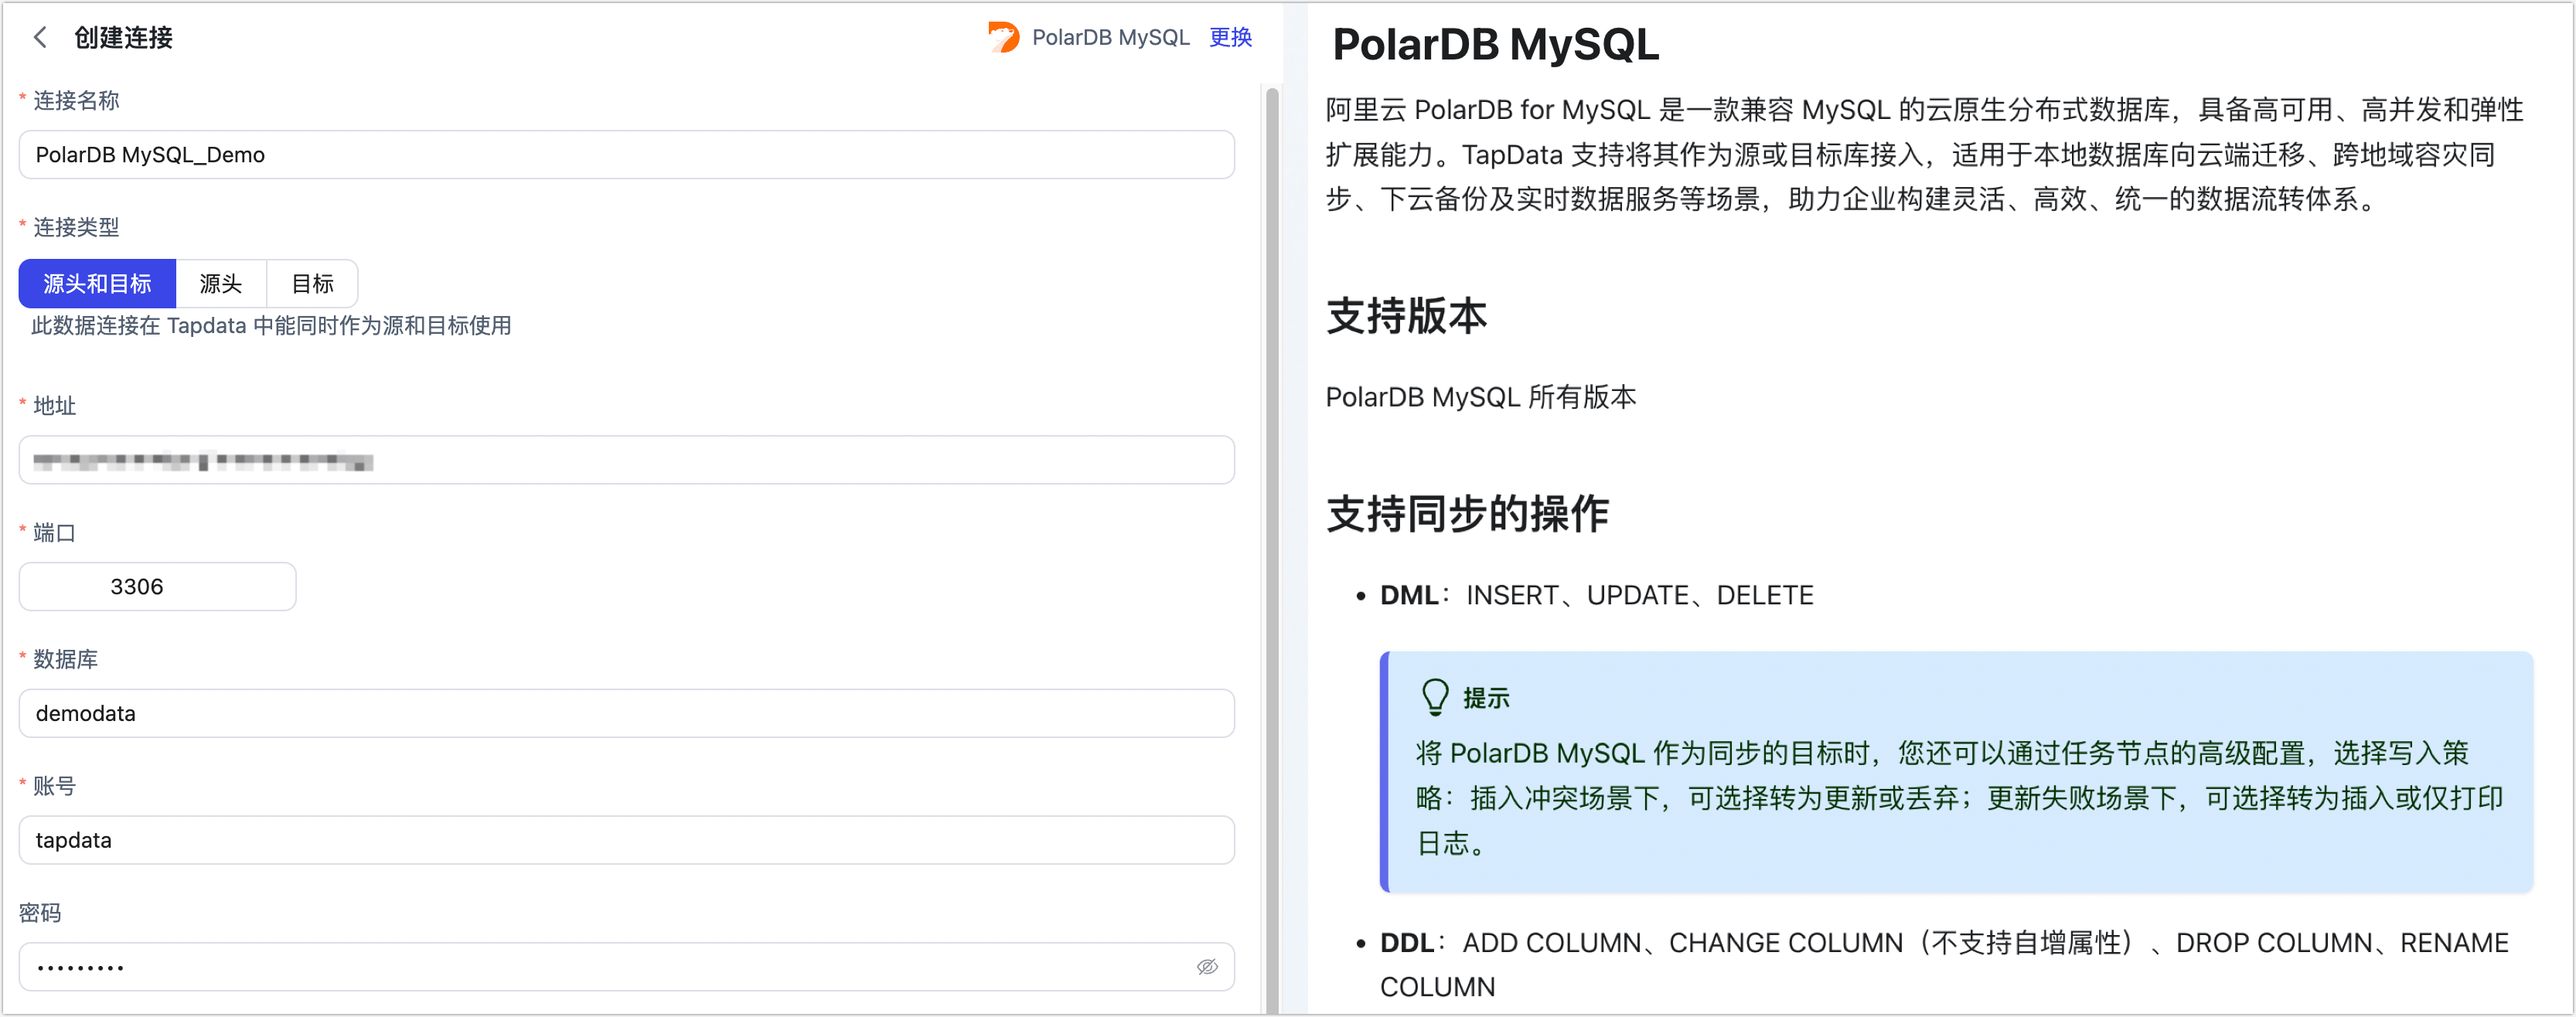 创建连接
PolarDB MySQL 更换
* 连接名称
PolarDB MySQL_Demo
* 连接类型
源头和目标 源头 目标
此数据连接在 Tapdata 中能同时作为源和目标使用
* 地址
* 端口
3306
* 数据库
demodata
* 账号
tapdata
密码
•••••••••
PolarDB MySQL
阿里云 PolarDB for MySQL 是一款兼容 MySQL 的云原生分布式数据库，具备高可用、高并发和弹性
扩展能力。TapData 支持将其作为源或目标库接入，适用于本地数据库向云端迁移、跨地域容灾同
步、下云备份及实时数据服务等场景，助力企业构建灵活、高效、统一的数据流转体系。
支持版本
PolarDB MySQL 所有版本
支持同步的操作
• DML：INSERT、UPDATE、DELETE
提示
将 PolarDB MySQL 作为同步的目标时，您还可以通过任务节点的高级配置，选择写入策
略：插入冲突场景下，可选择转为更新或丢弃；更新失败场景下，可选择转为插入或仅打印
日志。
• DDL：ADD COLUMN、CHANGE COLUMN（不支持自增属性）、DROP COLUMN、RENAME
COLUMN